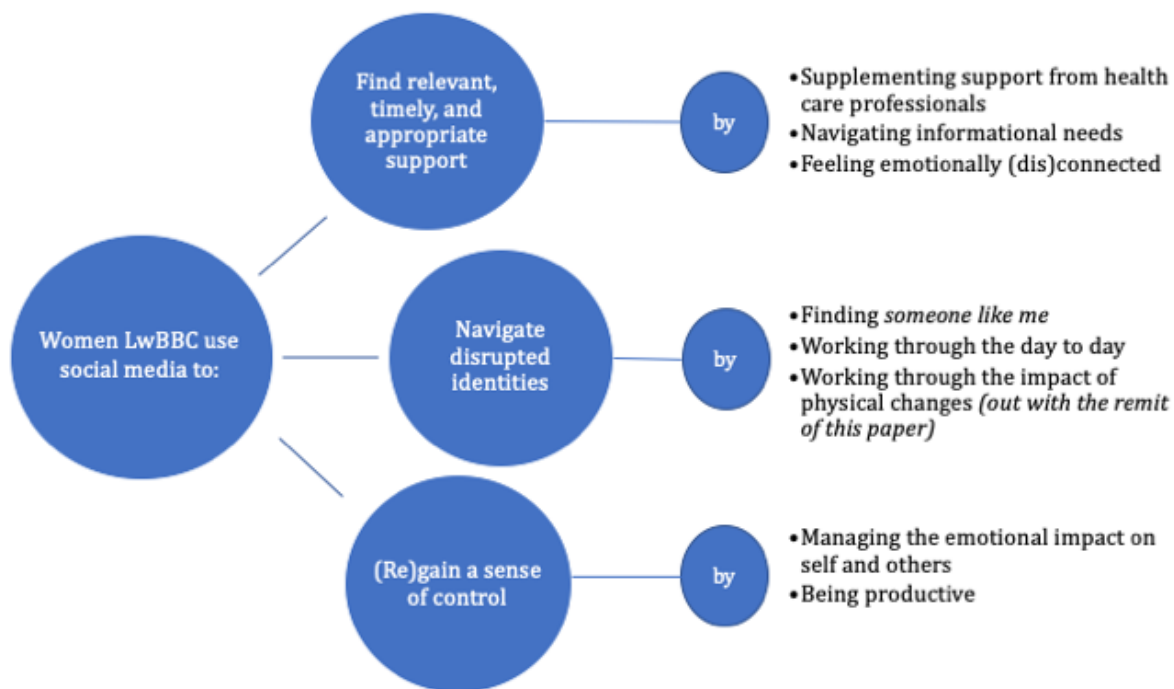 Women LwBBC use
social media to:
Find relevant,
timely, and
appropriate
support
by
•Supplementing support from health
care professionals
•Navigating informational needs
•Feeling emotionally (dis)connected
Navigate
disrupted
identities
by
•Finding someone like me
•Working through the day to day
•Working through the impact of
physical changes (out with the remit
of this paper)
(Re)gain a sense
of control
by
•Managing the emotional impact on
self and others
•Being productive